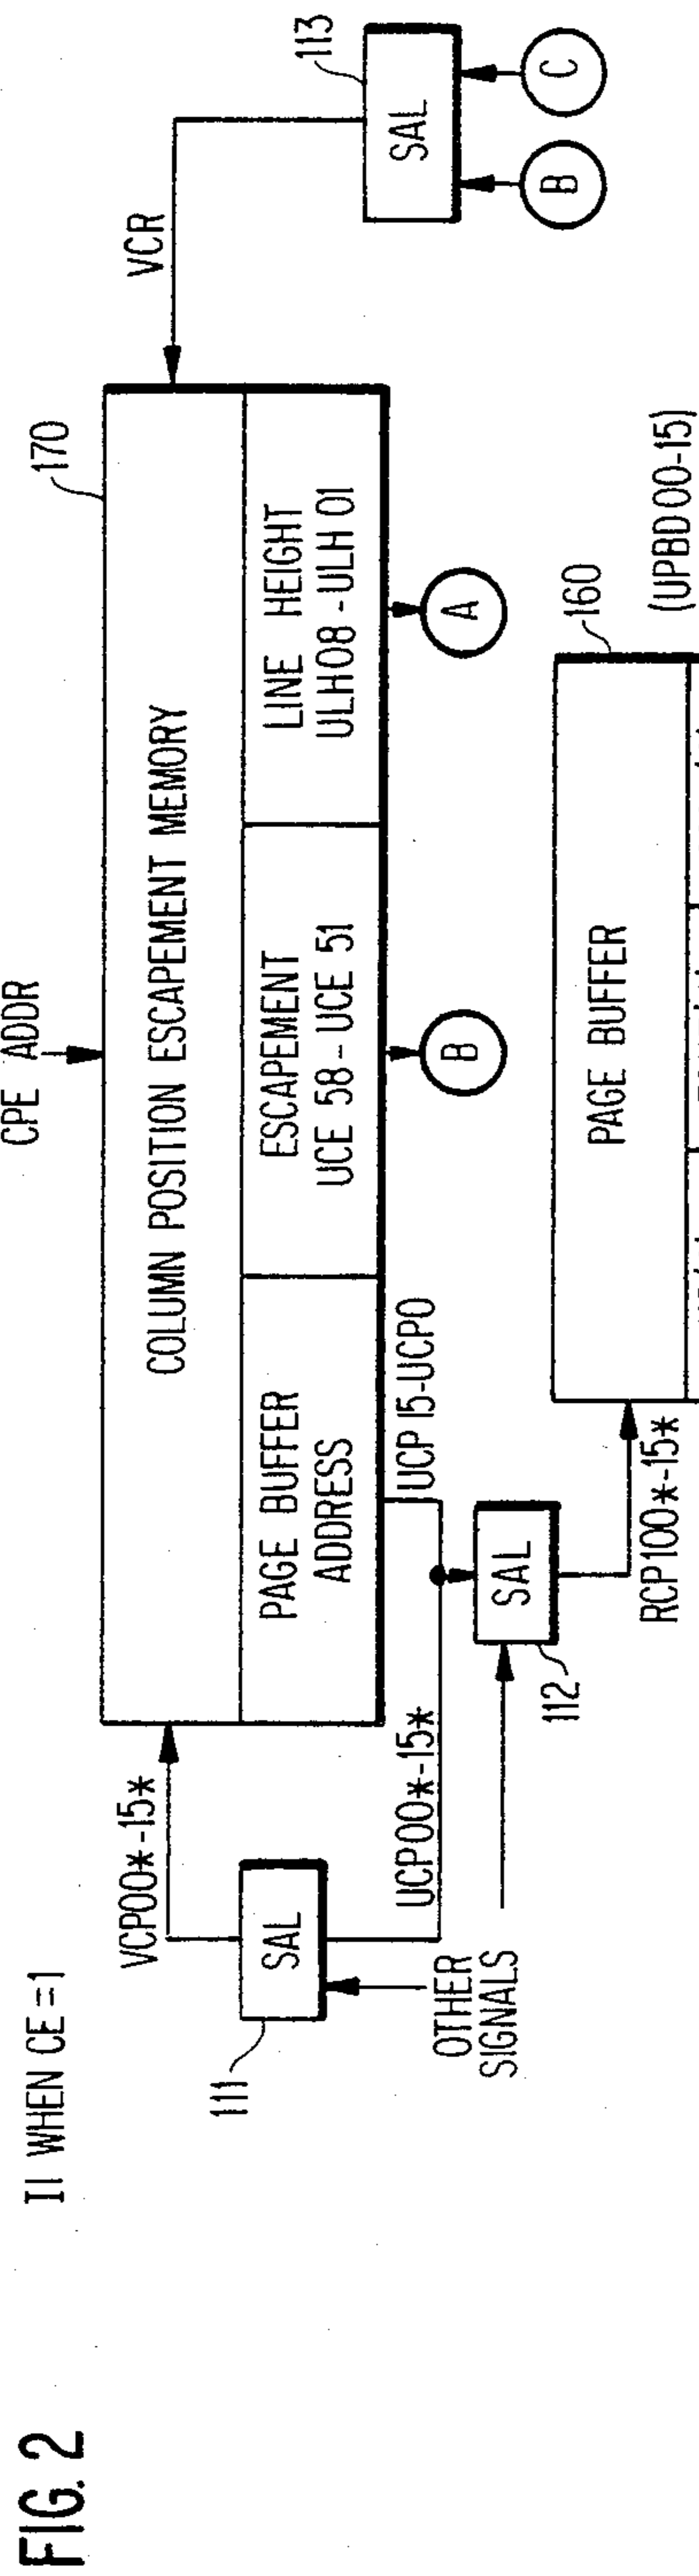 FIG. 2
II WHEN CE = 1
CPE ADDR
170
COLUMN POSITION ESCAPEMENT MEMORY
PAGE BUFFER
ADDRESS
ESCAPEMENT
UCE 58 - UCE 51
LINE HEIGHT
ULH08 - ULH 01
VCP00*-15*
VCR
111
SAL
113
SAL
B
C
OTHER
SIGNALS
UCP00*-15*
UCP 15-UCP0
B
A
112
SAL
RCP100*-15*
160
PAGE BUFFER
(UPBD 00-15)